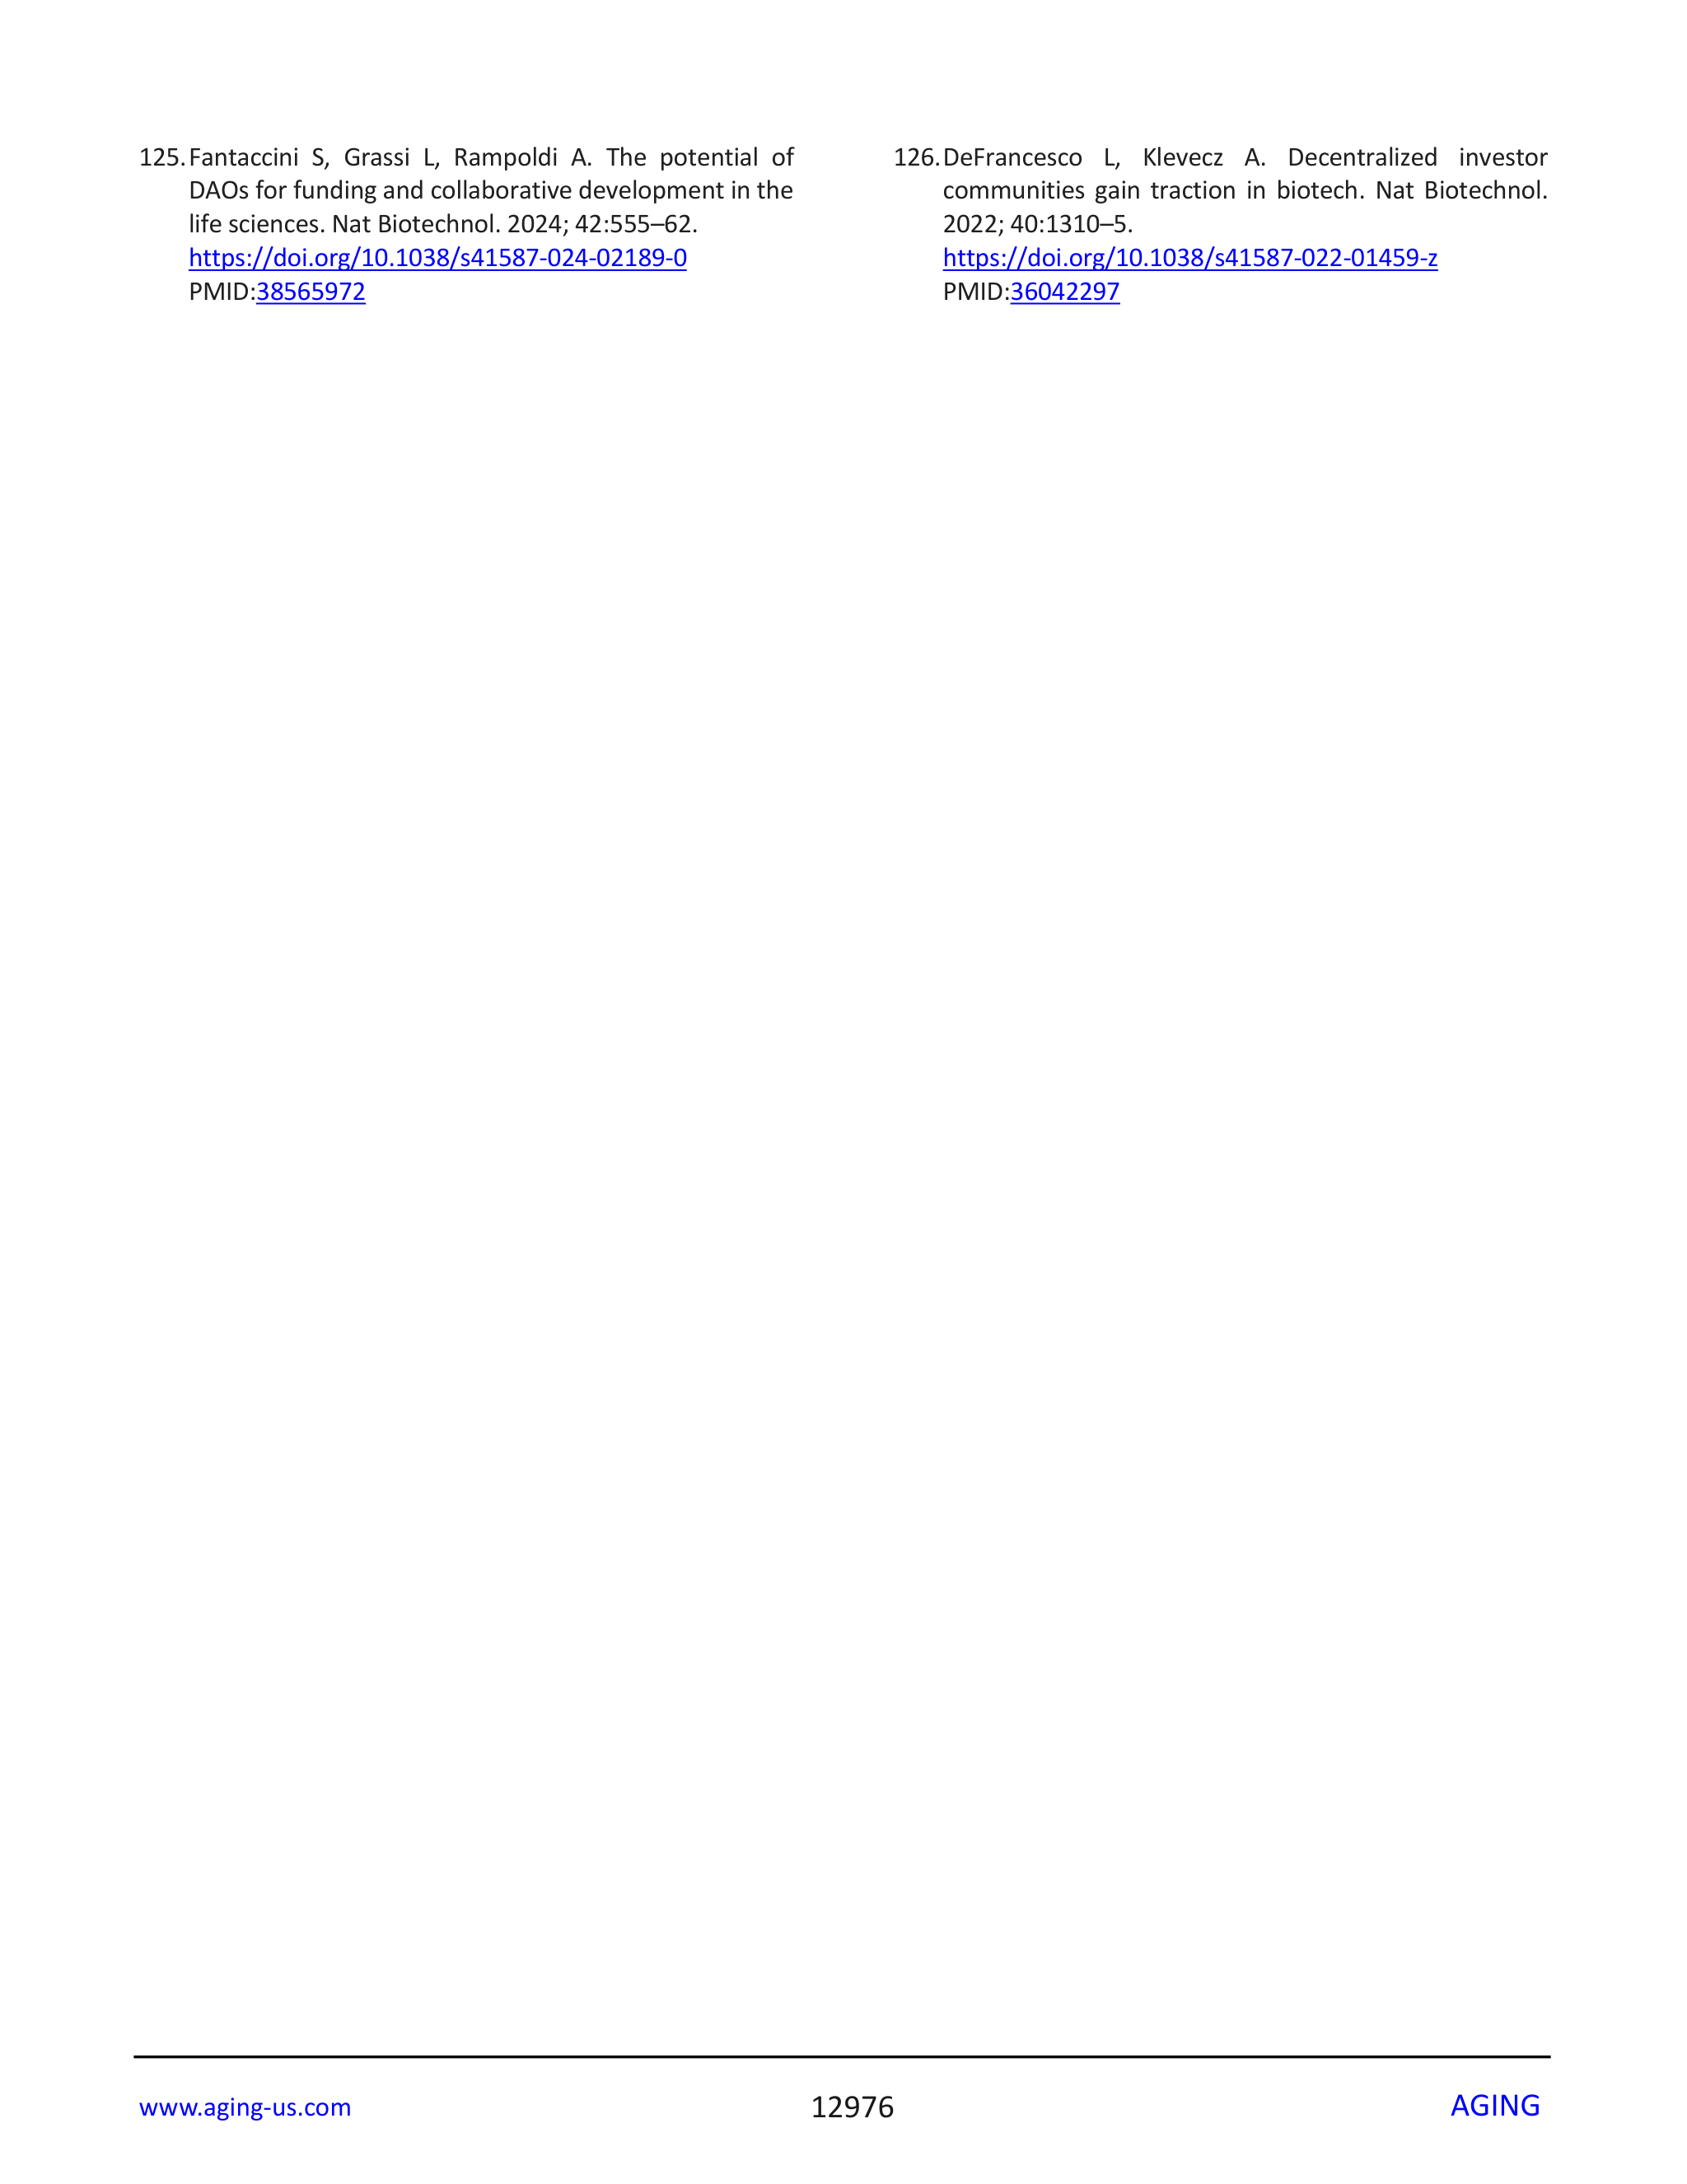 125. Fantaccini S, Grassi L, Rampoldi A. The potential of
DAOs for funding and collaborative development in the
life sciences. Nat Biotechnol. 2024; 42:555–62.
https://doi.org/10.1038/s41587-024-02189-0
PMID:38565972
126. DeFrancesco L, Klevecz A. Decentralized investor
communities gain traction in biotech. Nat Biotechnol.
2022; 40:1310–5.
https://doi.org/10.1038/s41587-022-01459-z
PMID:36042297
www.aging-us.com
12976
AGING